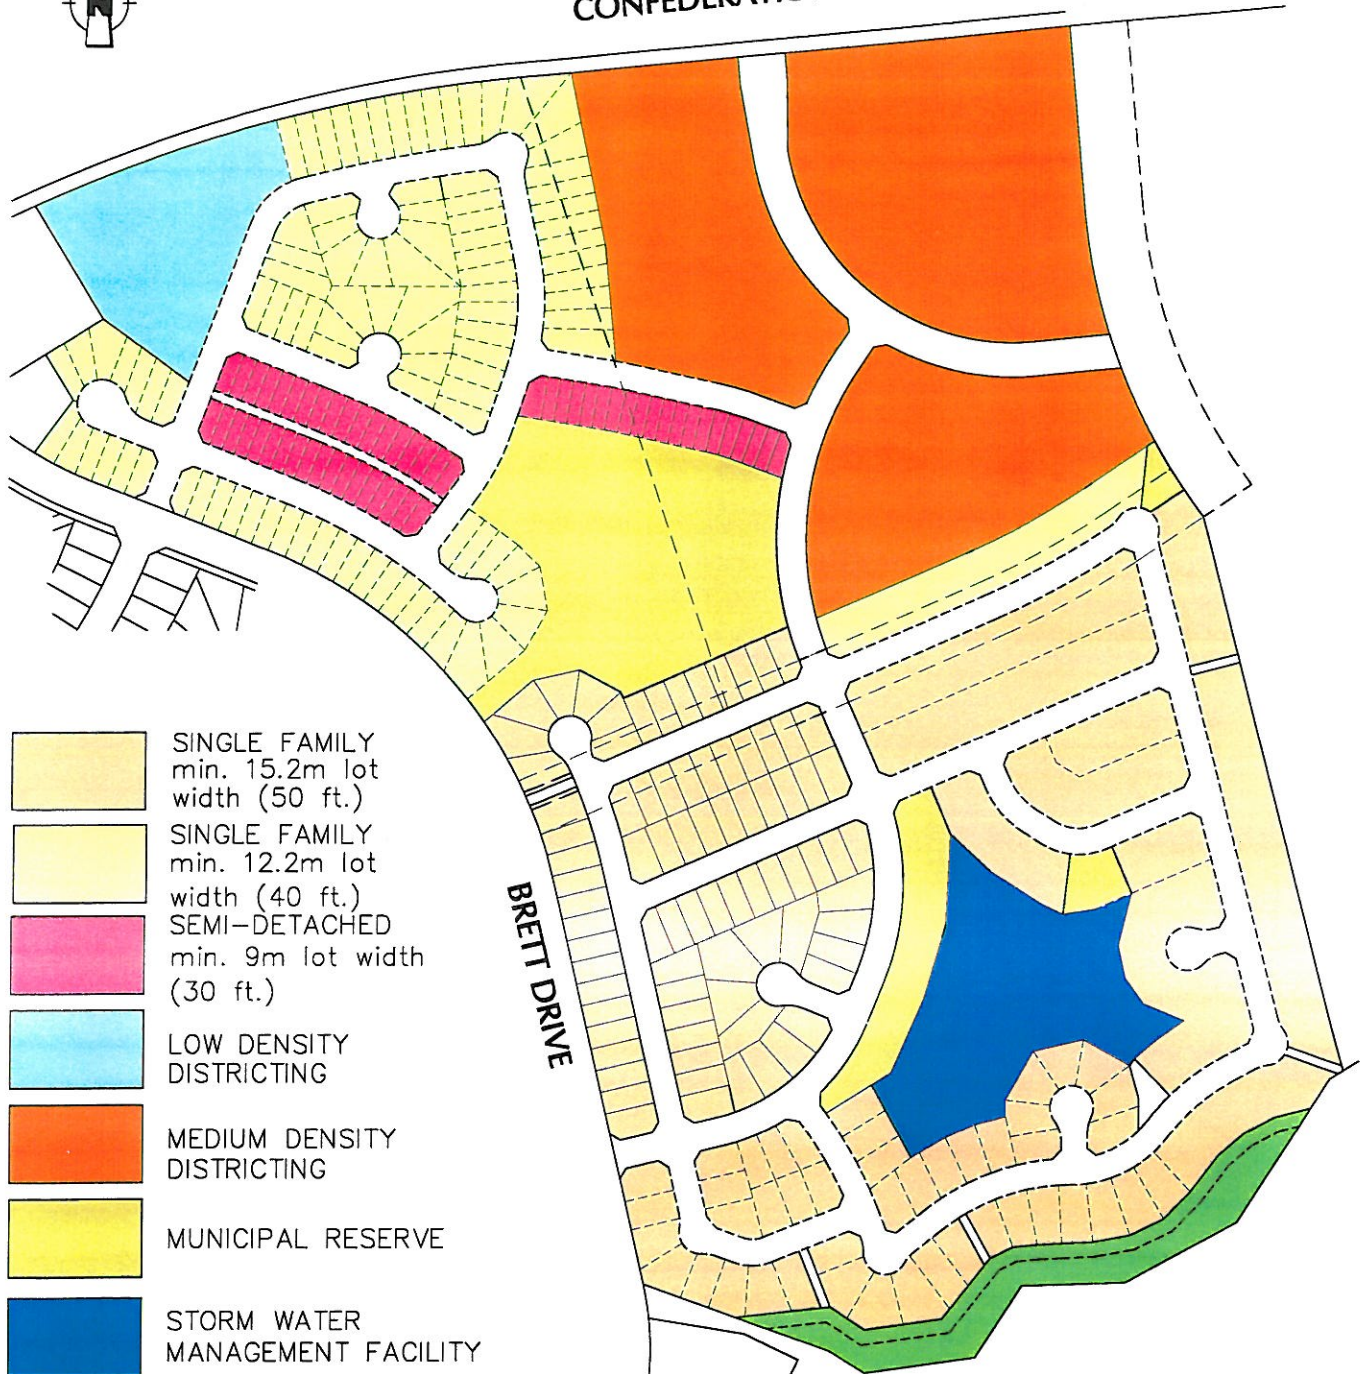 N
SINGLE FAMILY
min. 15.2m lot
width (50 ft.)
SINGLE FAMILY
min. 12.2m lot
width (40 ft.)
SEMI-DETACHED
min. 9m lot width
(30 ft.)
LOW DENSITY
DISTRICTING
MEDIUM DENSITY
DISTRICTING
MUNICIPAL RESERVE
STORM WATER
MANAGEMENT FACILITY
BRETT DRIVE